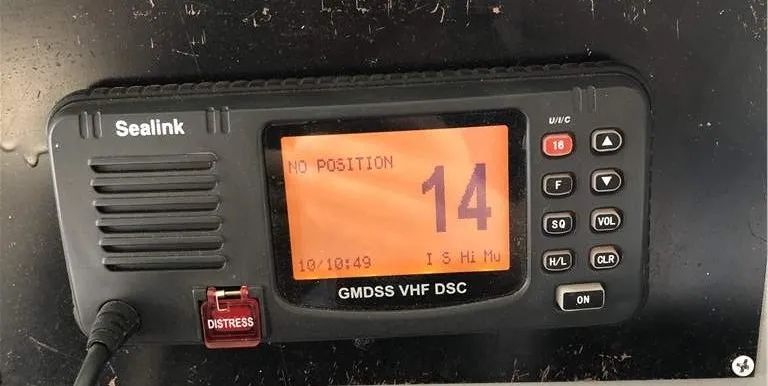 Sealink
NO POSITION
14
10/10:49 I S Hi Mu
GMDSS VHF DSC
DISTRESS
U/I/C
16
F
SQ VOL
H/L CLR
ON